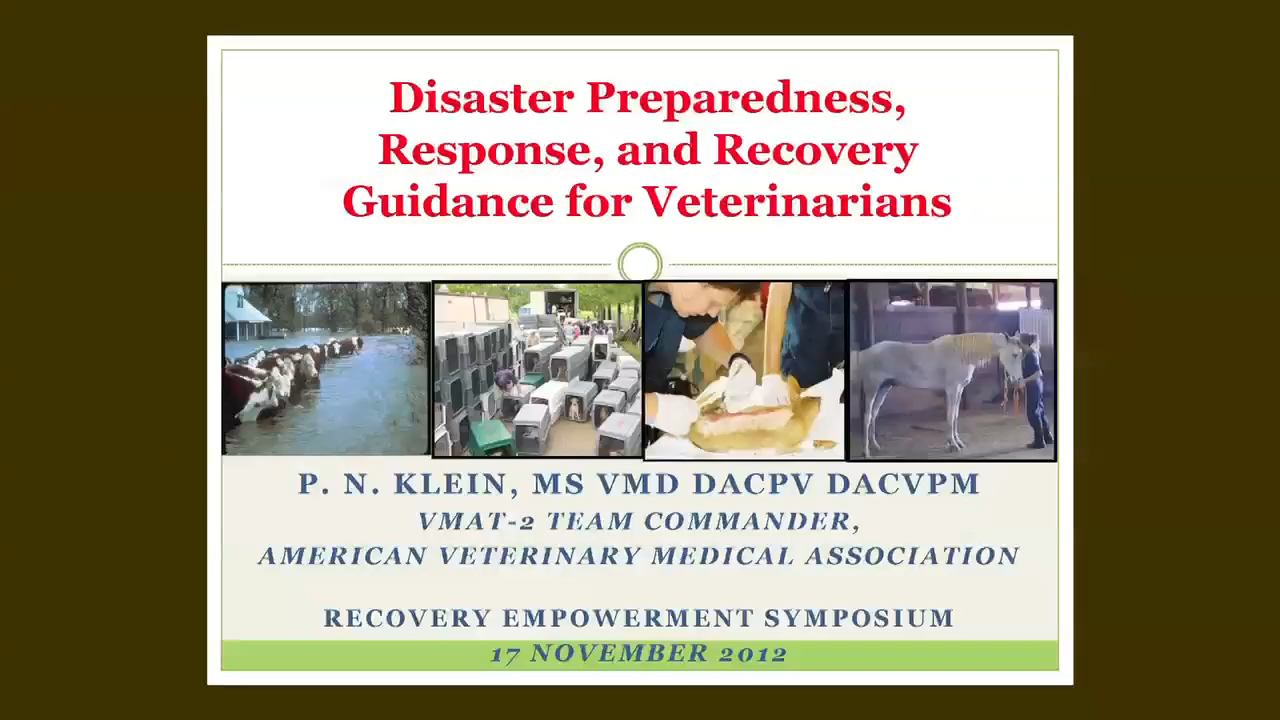 Disaster Preparedness,
Response, and Recovery
Guidance for Veterinarians
P. N. KLEIN, MS VMD DACPV DACVPM
VMAT-2 TEAM COMMANDER,
AMERICAN VETERINARY MEDICAL ASSOCIATION
RECOVERY EMPOWERMENT SYMPOSIUM
17 NOVEMBER 2012